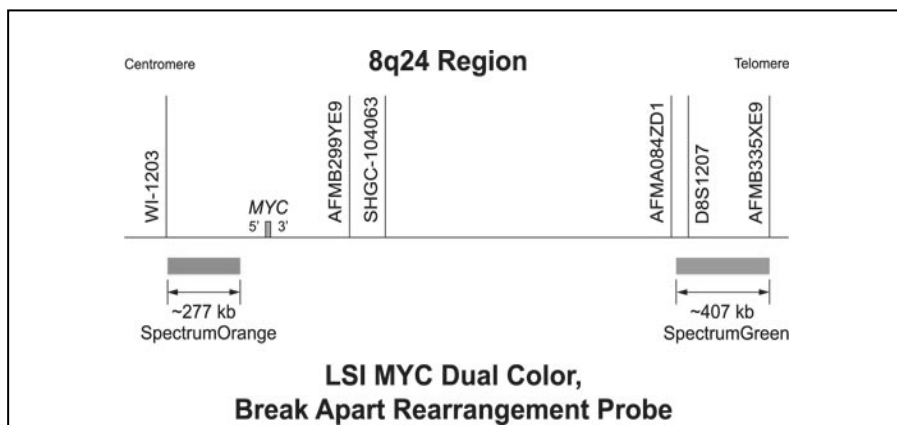 8q24 Region
Centromere
Telomere
WI-1203
MYC
5' 3'
AFMB299YE9
SHGC-104063
AFMA084ZD1
D8S1207
AFMB335XE9
~277 kb
SpectrumOrange
~407 kb
SpectrumGreen
LSI MYC Dual Color,
Break Apart Rearrangement Probe